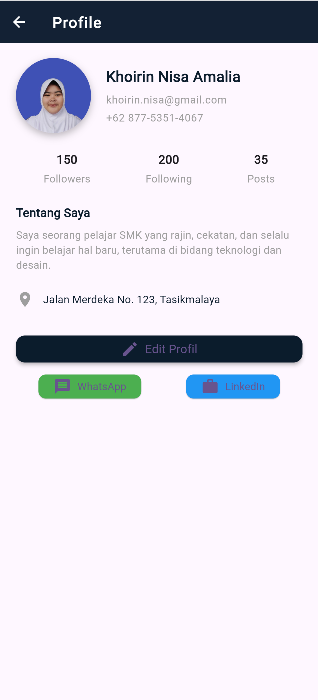 Profile
Khoirin Nisa Amalia
khoirin.nisa@gmail.com
+62 877-5351-4067
150 200 35
Followers Following Posts
Tentang Saya
Saya seorang pelajar SMK yang rajin, cekatan, dan selalu
ingin belajar hal baru, terutama di bidang teknologi dan
desain.
Jalan Merdeka No. 123, Tasikmalaya
Edit Profil
WhatsApp LinkedIn